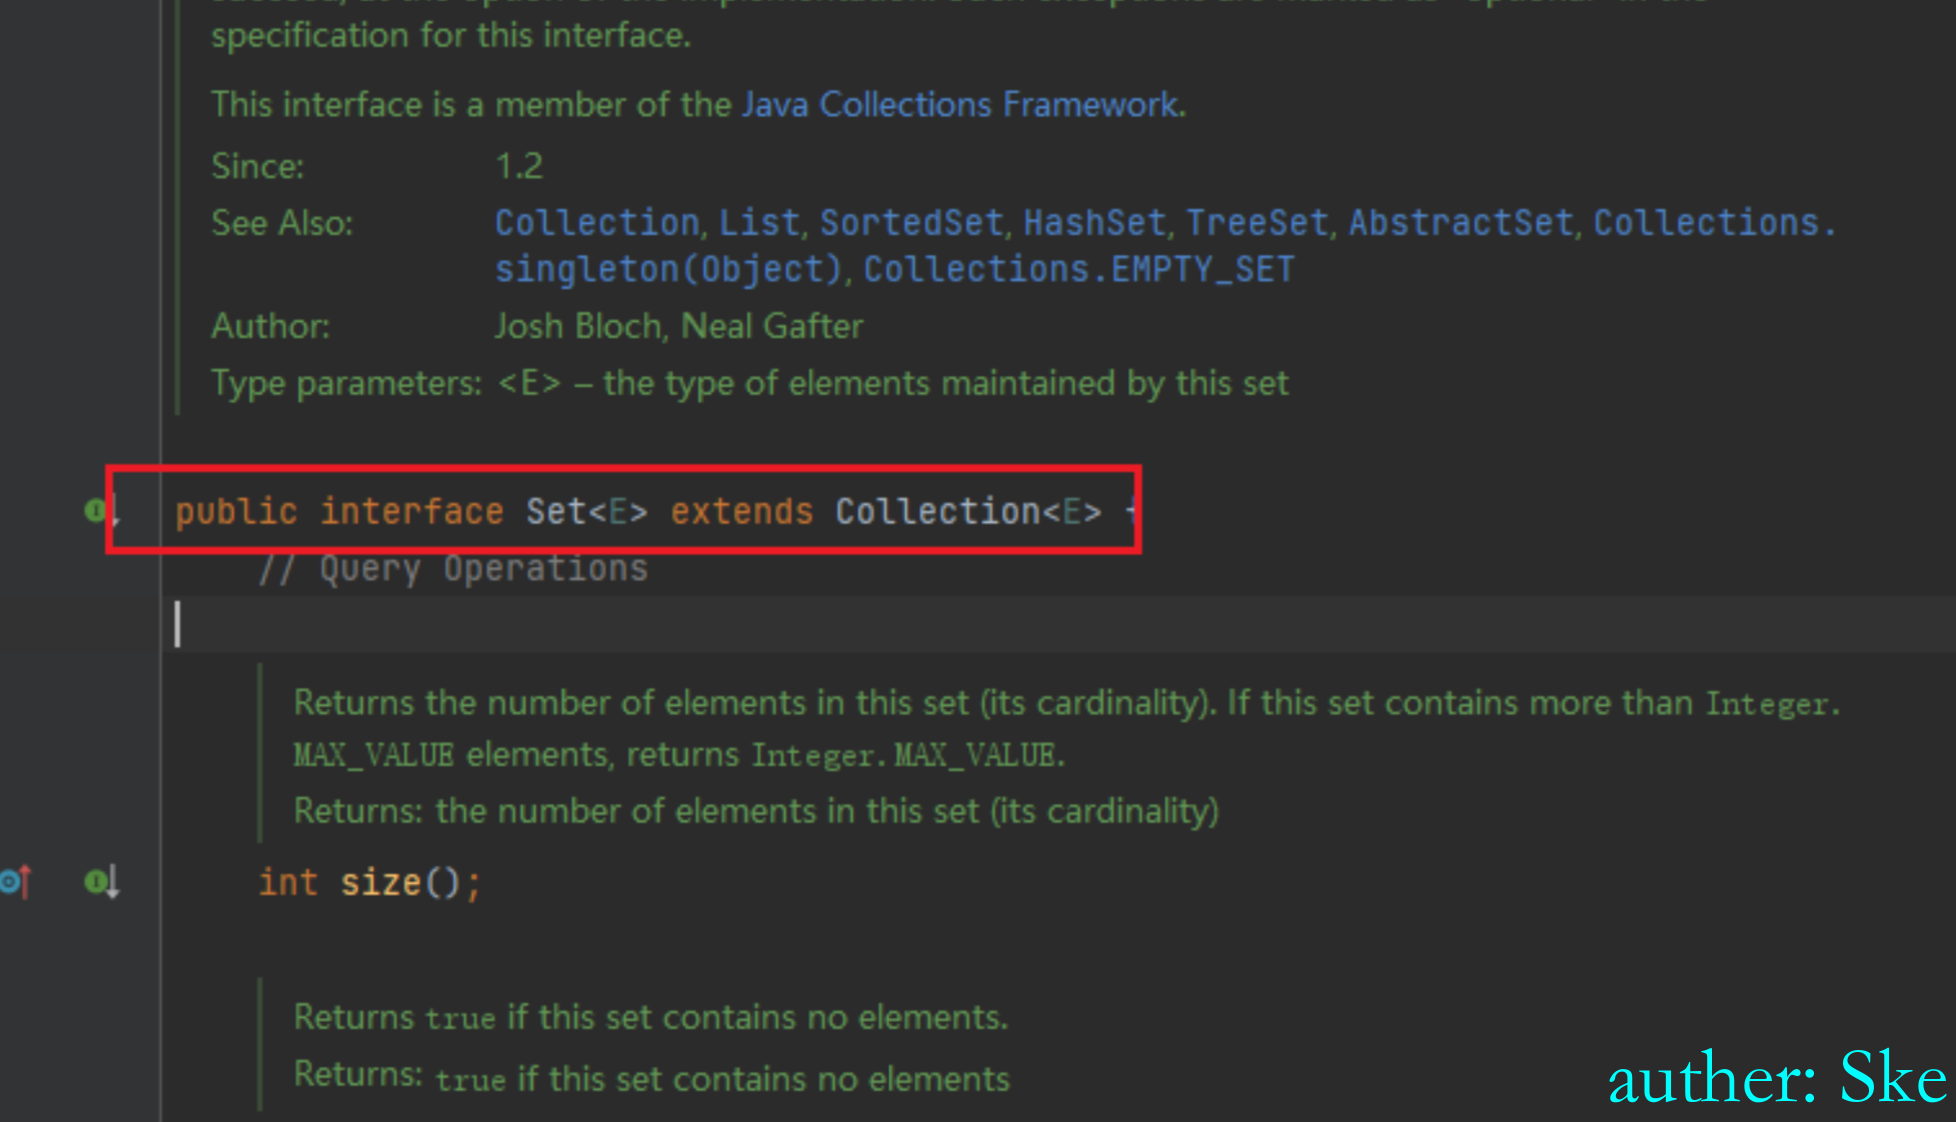 specification for this interface.
This interface is a member of the Java Collections Framework.
Since: 1.2
See Also: Collection, List, SortedSet, HashSet, TreeSet, AbstractSet, Collections.
singleton(Object), Collections.EMPTY_SET
Author: Josh Bloch, Neal Gafter
Type parameters: <E> – the type of elements maintained by this set
public interface Set<E> extends Collection<E> {
// Query Operations
Returns the number of elements in this set (its cardinality). If this set contains more than Integer.
MAX_VALUE elements, returns Integer.MAX_VALUE.
Returns: the number of elements in this set (its cardinality)
int size();
Returns true if this set contains no elements.
Returns: true if this set contains no elements
auther: Ske